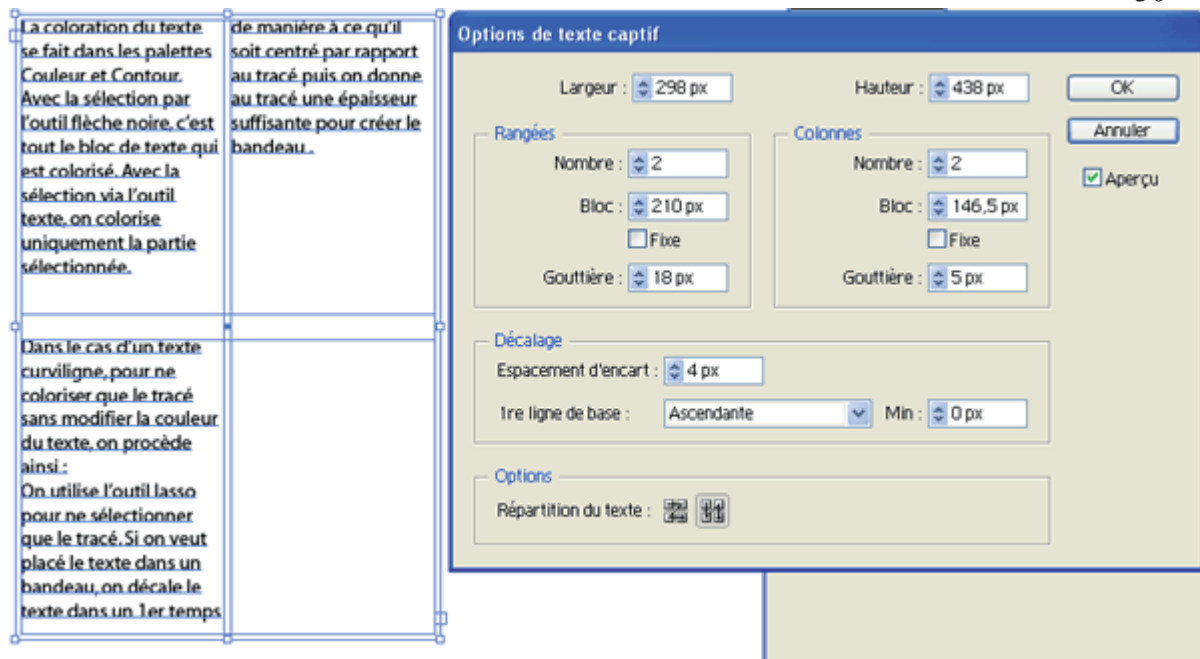 La coloration du texte
se fait dans les palettes
Couleur et Contour.
Avec la sélection par
l'outil flèche noire, c'est
tout le bloc de texte qui
est colorisé. Avec la
sélection via l'outil
texte, on colorise
uniquement la partie
sélectionnée.
Dans le cas d'un texte
curviligne, pour ne
coloriser que le tracé
sans modifier la couleur
du texte, on procède
ainsi :
On utilise l'outil lasso
pour ne sélectionner
que le tracé. Si on veut
placé le texte dans un
bandeau, on décale le
texte dans un 1er temps
de manière à ce qu'il
soit centré par rapport
au tracé puis on donne
au tracé une épaisseur
suffisante pour créer le
bandeau .
Options de texte captif
Largeur : 298 px
Hauteur : 438 px
OK
Annuler
Aperçu
Rangées
Nombre : 2
Bloc : 210 px
Fixe
Gouttière : 18 px
Colonnes
Nombre : 2
Bloc : 146,5 px
Fixe
Gouttière : 5 px
Décalage
Espacement d'encart : 4 px
1re ligne de base : Ascendante Min : 0 px
Options
Répartition du texte :